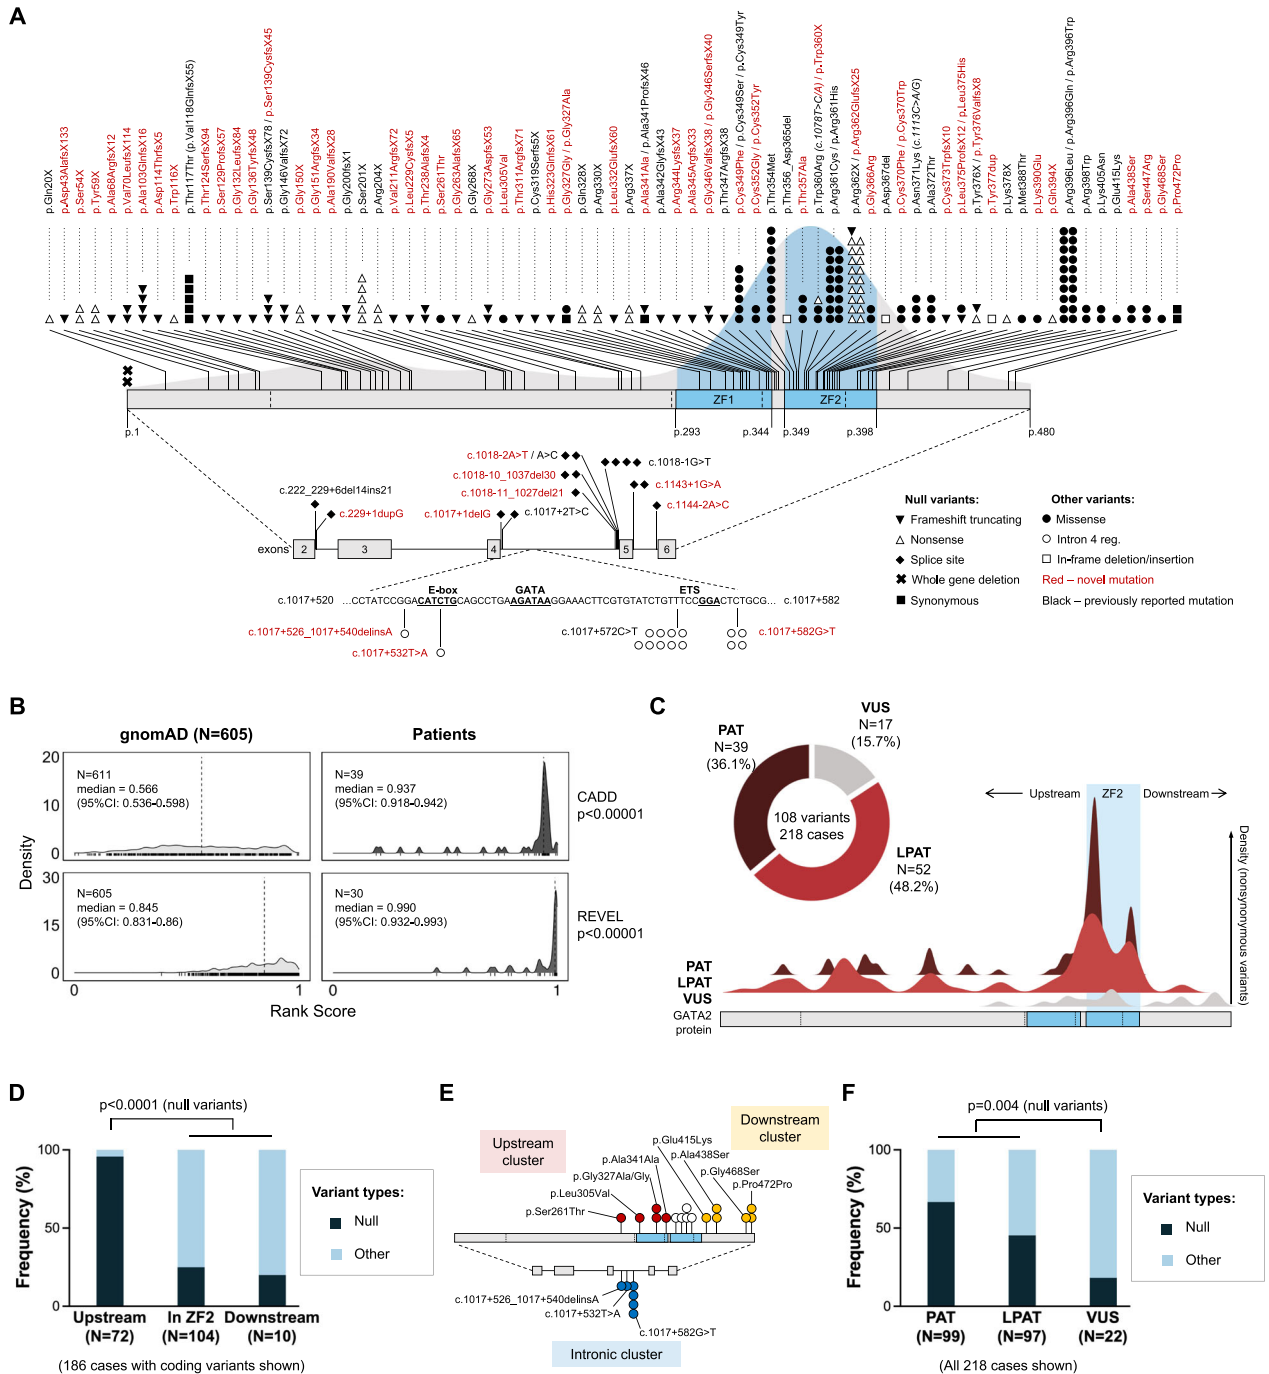 A
p.Gln20X
p.Asp43AlafsX133
p.Ser54X
p.Tyr59X
p.Ala68ArgfsX12
p.Val70LeufsX114
p.Ala103GlnfsX16
p.Asp114ThrfsX5
p.Trp116X
p.Thr117Thr (p.Val118GlnfsX55)
p.Thr124SerfsX94
p.Ser129ProfsX57
p.Gly132LeufsX84
p.Gly136TyrfsX48
p.Ser139CysfsX78 / p.Ser139CysfsX45
p.Gly146ValfsX72
p.Gly150X
p.Gly151ArgfsX34
p.Ala190ValfsX28
p.Gly200fsX1
p.Ser201X
p.Arg204X
p.Val211ArgfsX72
p.Leu229CysfsX1
p.Thr238AlafsX4
p.Ser261Thr
p.Gly263AlafsX65
p.Gly268X
p.Gly273AspfsX53
p.Leu305Val
p.Thr311ArgfsX71
p.Cys319Serfs5X
p.His323GlnfsX61
p.Gly327Gly / p.Gly327Ala
p.Gln328X
p.Arg330X
p.Leu332GlufsX60
p.Arg337X
p.Ala341Ala / p.Ala341ProfsX46
p.Ala342GlyfsX43
p.Arg344LysfsX37
p.Ala345ArgfsX33
p.Gly346ValfsX38 / p.Gly346SerfsX40
p.Thr347ArgfsX38
p.Cys349Phe / p.Cys349Ser / p.Cys349Tyr
p.Cys352Gly / p.Cys352Tyr
p.Thr354Met
p.Thr356_Asp365del
p.Thr357Ala
p.Trp360Arg (c.1078T>C/A) / p.Trp360X
p.Arg361Cys / p.Arg361His
p.Arg362X / p.Arg362GlufsX25
p.Gly366Arg
p.Asp367del
p.Cys370Phe / p.Cys370Trp
p.Asn371Lys (c.1113C>A/G)
p.Ala372Thr
p.Cys373TrpfsX10
p.Leu375ProfsX12 / p.Leu375His
p.Tyr376X / p.Tyr376ValfsX8
p.Tyr377dup
p.Lys378X
p.Met388Thr
p.Lys390Glu
p.Gln394X
p.Arg396Leu / p.Arg396Gln / p.Arg396Trp
p.Arg398Trp
p.Lys405Asn
p.Glu415Lys
p.Ala438Ser
p.Ser447Arg
p.Gly468Ser
p.Pro472Pro
ZF1
ZF2
p.1
p.293
p.344
p.349
p.398
p.480
c.1018-2A>T / A>C
c.1018-10_1037del30
c.1018-11_1027del21
c.1018-1G>T
c.1143+1G>A
c.1144-2A>C
c.222_229+6del14ins21
c.229+1dupG
c.1017+1delG
c.1017+2T>C
exons
2
3
4
5
6
E-box
GATA
ETS
c.1017+520
...CCTATCCGGACATCTGCAGCCTGAAGATAAGGAAACTTCGTGTATCTGTTTCCGGACTCTGCG...
c.1017+582
c.1017+526_1017+540delinsA
c.1017+532T>A
c.1017+572C>T
c.1017+582G>T
Null variants:
Frameshift truncating
Nonsense
Splice site
Whole gene deletion
Synonymous
Other variants:
Missense
Intron 4 reg.
In-frame deletion/insertion
Red – novel mutation
Black – previously reported mutation
B
gnomAD (N=605)
Patients
N=611
median = 0.566
(95%CI: 0.536-0.598)
N=39
median = 0.937
(95%CI: 0.918-0.942)
CADD
p<0.00001
N=605
median = 0.845
(95%CI: 0.831-0.86)
N=30
median = 0.990
(95%CI: 0.932-0.993)
REVEL
p<0.00001
20
10
0
30
15
0
Density
0
1
0
1
Rank Score
C
PAT
N=39
(36.1%)
VUS
N=17
(15.7%)
108 variants
218 cases
LPAT
N=52
(48.2%)
Upstream
ZF2
Downstream
Density (nonsynonymous variants)
PAT
LPAT
VUS
GATA2
protein
D
p<0.0001 (null variants)
Frequency (%)
100
50
0
Upstream
(N=72)
In ZF2
(N=104)
Downstream
(N=10)
(186 cases with coding variants shown)
Variant types:
Null
Other
E
Upstream
cluster
Downstream
cluster
p.Glu415Lys
p.Ala438Ser
p.Ala341Ala
p.Gly327Ala/Gly
p.Gly468Ser
p.Pro472Pro
p.Leu305Val
p.Ser261Thr
c.1017+526_1017+540delinsA
c.1017+532T>A
c.1017+582G>T
Intronic cluster
F
p=0.004 (null variants)
Frequency (%)
100
50
0
PAT
(N=99)
LPAT
(N=97)
VUS
(N=22)
(All 218 cases shown)
Variant types:
Null
Other